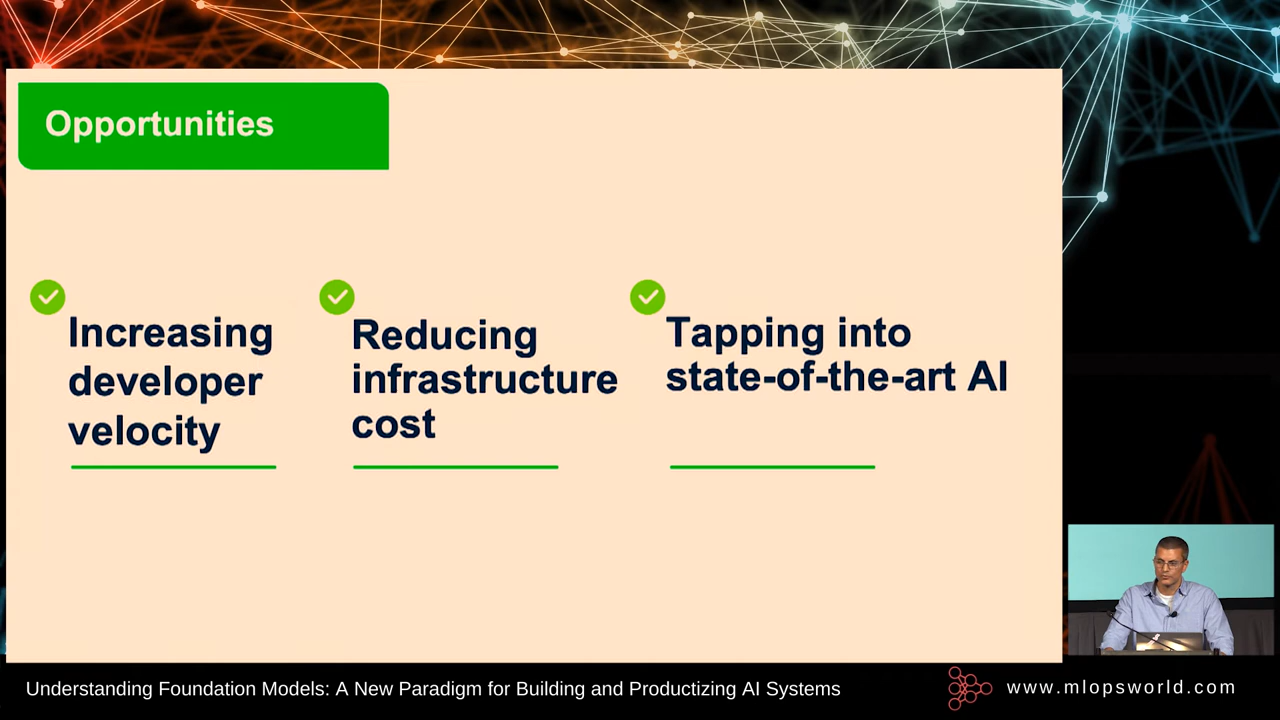 Opportunities
Increasing
developer
velocity
Reducing
infrastructure
cost
Tapping into
state-of-the-art AI
Understanding Foundation Models: A New Paradigm for Building and Productizing AI Systems
www.mlopsworld.com